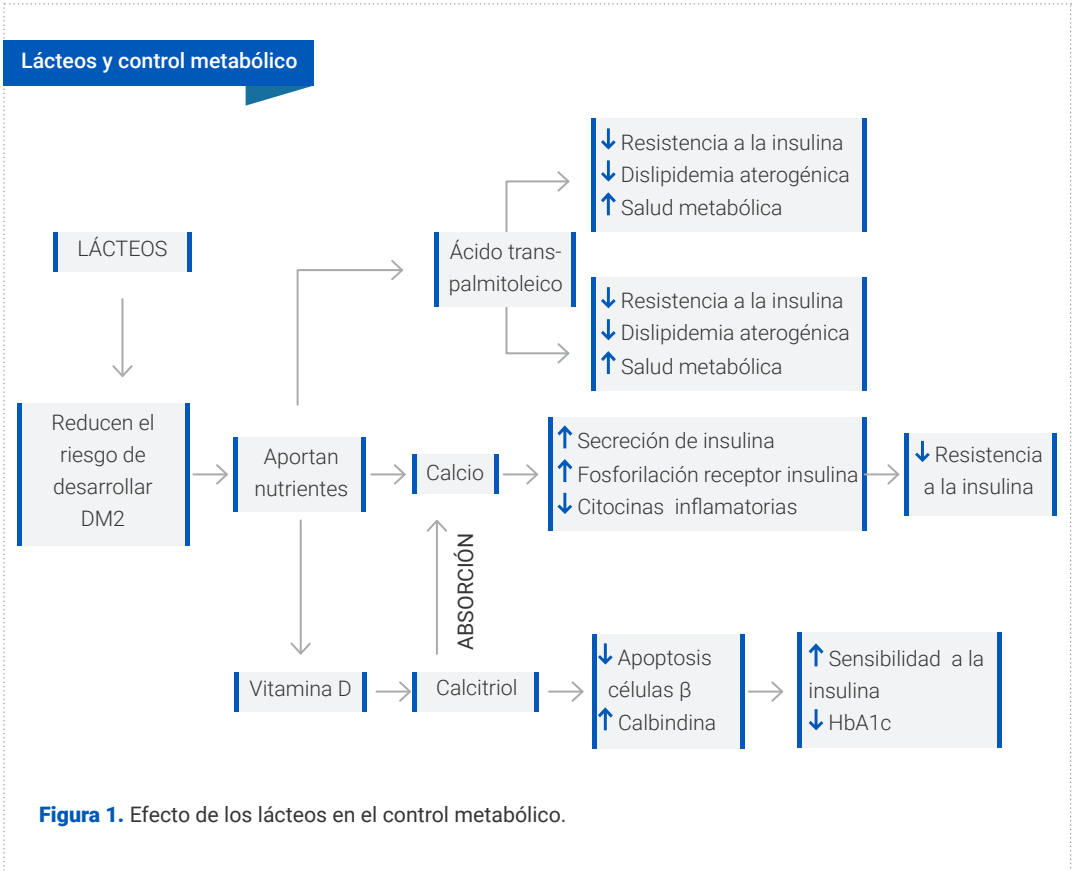 Lácteos y control metabólico
LÁCTEOS
Reducen el
riesgo de
desarrollar
DM2
Aportan
nutrientes
Ácido trans-
palmitoleico
↓ Resistencia a la insulina
↓ Dislipidemia aterogénica
↑ Salud metabólica
↓ Resistencia a la insulina
↓ Dislipidemia aterogénica
↑ Salud metabólica
Calcio
↑ Secreción de insulina
↑ Fosforilación receptor insulina
↓ Citocinas inflamatorias
↓ Resistencia
a la insulina
ABSORCIÓN
Vitamina D
Calcitriol
↓ Apoptosis
células β
↑ Calbindina
↑ Sensibilidad a la
insulina
↓ HbA1c
Figura 1. Efecto de los lácteos en el control metabólico.